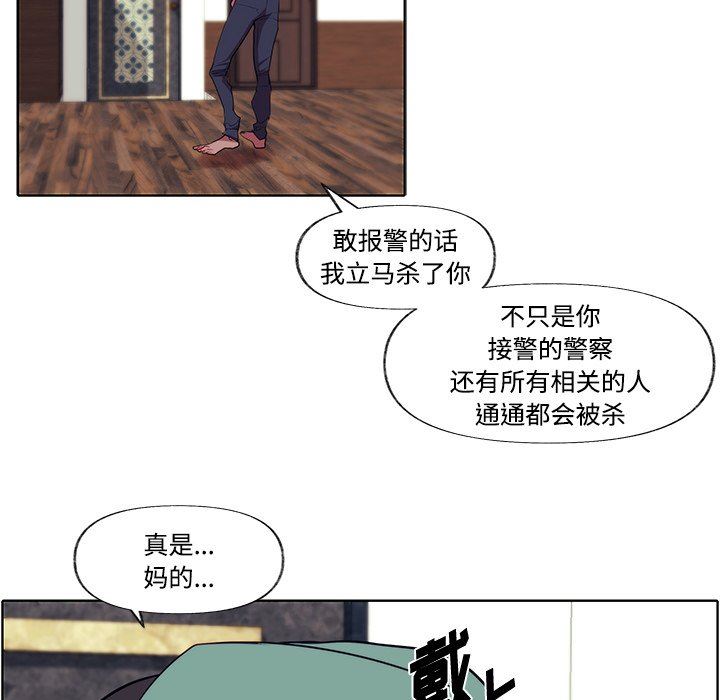 敢报警的话
我立马杀了你
不只是你
接警的警察
还有所有相关的人
通通都会被杀
真是...
妈的...
戴上